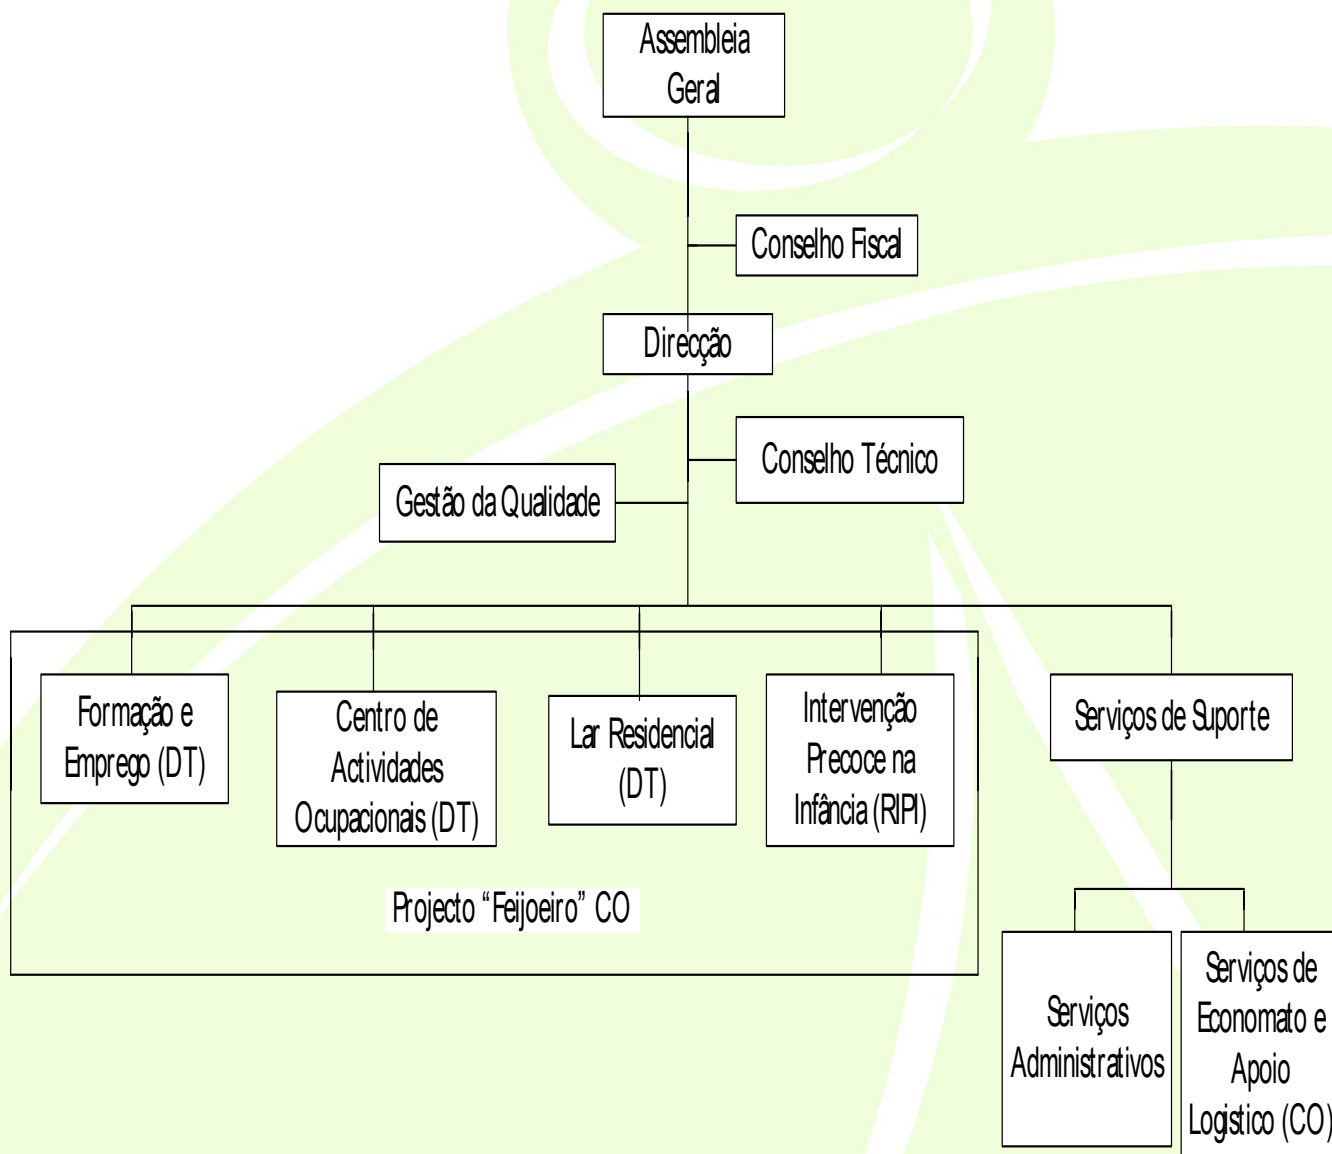 Assembleia
Geral
Conselho Fiscal
Direcção
Conselho Técnico
Gestão da Qualidade
Formação e
Emprego (DT)
Centro de
Actividades
Ocupacionais (DT)
Lar Residencial
(DT)
Intervenção
Precoce na
Infância (RIPI)
Serviços de Suporte
Projecto “Feijoeiro” CO
Serviços
Administrativos
Serviços de
Economato e
Apoio
Logistico (CO)